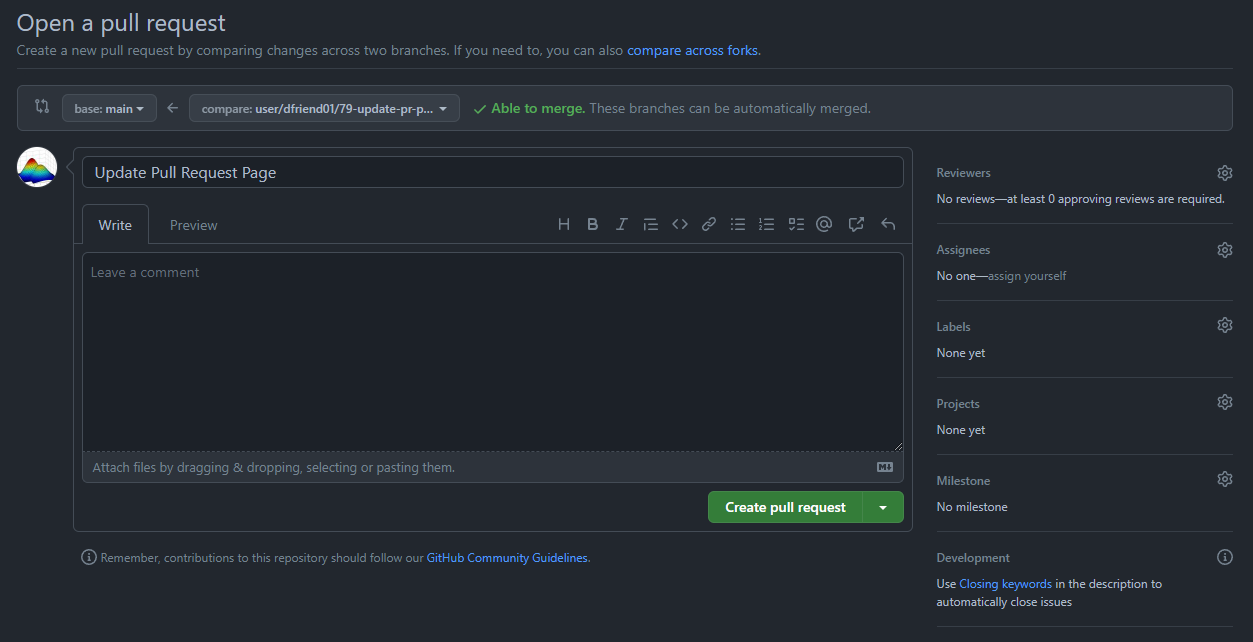 Open a pull request
Create a new pull request by comparing changes across two branches. If you need to, you can also compare across forks.
base: main
compare: user/dfriend01/79-update-pr-p...
Able to merge. These branches can be automatically merged.
Update Pull Request Page
Write
Preview
H B I
Leave a comment
Attach files by dragging & dropping, selecting or pasting them.
Create pull request
Remember, contributions to this repository should follow our GitHub Community Guidelines.
Reviewers
No reviews—at least 0 approving reviews are required.
Assignees
No one—assign yourself
Labels
None yet
Projects
None yet
Milestone
No milestone
Development
Use Closing keywords in the description to
automatically close issues